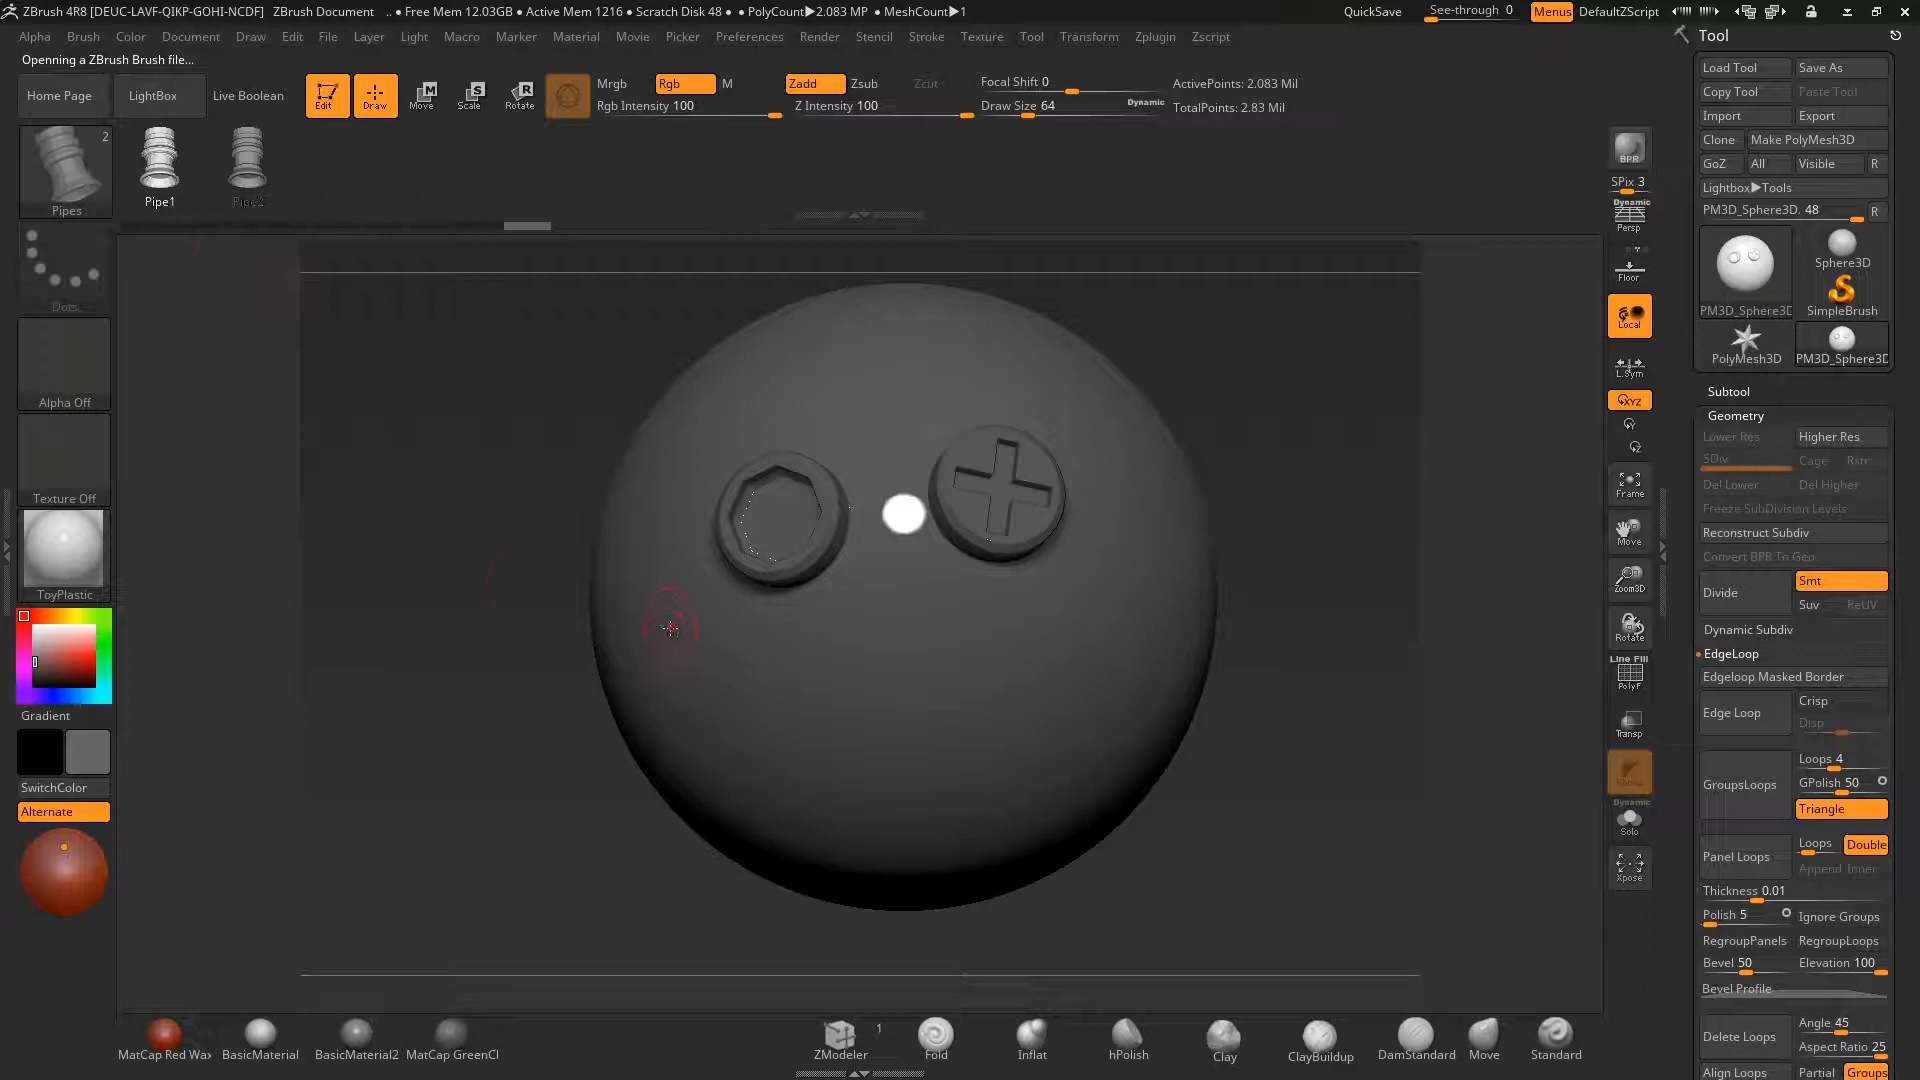 ZBrush 4R8 [DEUC-LAVF-QIKP-GOHI-NCDF] ZBrush Document .. • Free Mem 12.03GB • Active Mem 1216 • Scratch Disk 48 • PolyCount▶2.083 MP • MeshCount▶1 QuickSave See-through 0 Menus DefaultZScript
Alpha Brush Color Document Draw Edit File Layer Light Macro Marker Material Movie Picker Preferences Render Stencil Stroke Texture Tool Transform Zplugin Zscript Tool
Openning a ZBrush Brush file...
Home Page LightBox Live Boolean Edit Draw Move Scale Rotate
Mrgb Rgb M Zadd Zsub Zcut Focal Shift 0 ActivePoints: 2.083 Mil
Rgb Intensity 100 Z Intensity 100 Draw Size 64 Dynamic TotalPoints: 2.83 Mil
2
Pipes
Pipe1
Pipe2
Dots
Alpha Off
Texture Off
ToyPlastic
Gradient
SwitchColor
Alternate
BPR
SPix 3
Dynamic
Persp
Floor
Local
L.Sym
XYZ
Frame
Move
Zoom3D
Rotate
Line Fill
PolyF
Transp
Dynamic
Solo
Xpose
Load Tool Save As
Copy Tool Paste Tool
Import Export
Clone Make PolyMesh3D
GoZ All Visible R
Lightbox▶Tools
PM3D_Sphere3D. 48 R
Sphere3D
PM3D_Sphere3D SimpleBrush
PolyMesh3D PM3D_Sphere3D
Subtool
Geometry
Lower Res Higher Res
SDiv Cage Rstr
Del Lower Del Higher
Freeze SubDivision Levels
Reconstruct Subdiv
Convert BPR To Geo
Divide Smt
Suv ReUV
Dynamic Subdiv
EdgeLoop
Edgeloop Masked Border
Edge Loop Crisp
Disp
GroupsLoops Loops 4
GPolish 50
Triangle
Panel Loops Loops Double
Append Inner
Thickness 0.01
Polish 5 Ignore Groups
RegroupPanels RegroupLoops
Bevel 50 Elevation 100
Bevel Profile
Delete Loops Angle 45
Aspect Ratio 25
Align Loops Partial Groups
MatCap Red Wax BasicMaterial BasicMaterial2 MatCap GreenCl
1
ZModeler Fold Inflat hPolish Clay ClayBuildup DamStandard Move Standard